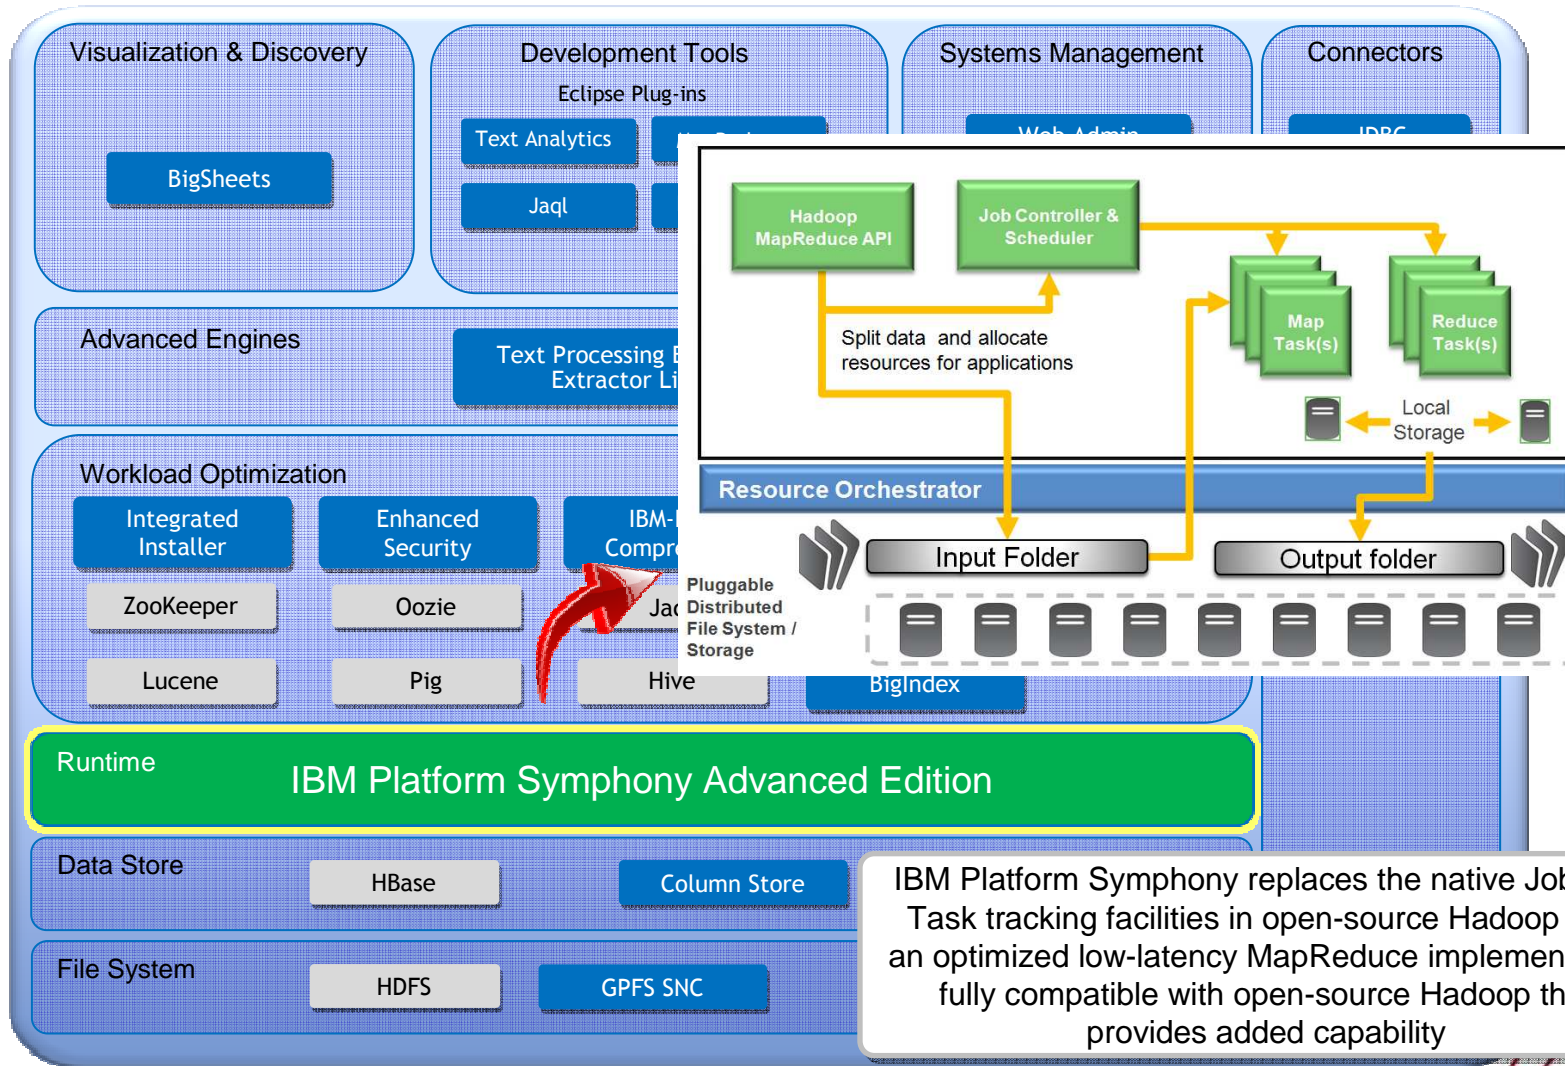 Visualization & Discovery
BigSheets
Development Tools
Eclipse Plug-ins
Text Analytics
Jaql
Systems Management
Web Admin
Connectors
JDBC
Advanced Engines
Text Processing
Extractor
Workload Optimization
Integrated
Installer
Enhanced
Security
ZooKeeper
Oozie
Lucene
Pig
Hive
BigIndex
Hadoop
MapReduce API
Job Controller &
Scheduler
Split data and allocate
resources for applications
Map
Task(s)
Reduce
Task(s)
Local
Storage
Resource Orchestrator
Input Folder
Output folder
Pluggable
Distributed
File System /
Storage
Runtime
IBM Platform Symphony Advanced Edition
Data Store
HBase
Column Store
File System
HDFS
GPFS SNC
IBM Platform Symphony replaces the native Job
Task tracking facilities in open-source Hadoop
an optimized low-latency MapReduce
fully compatible with open-source Hadoop
provides added capability